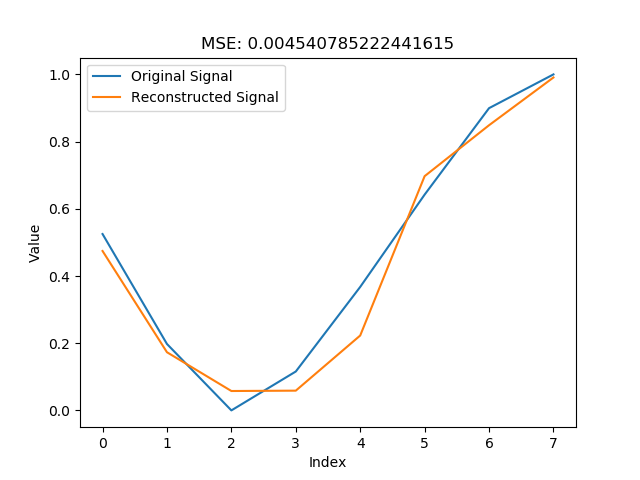 MSE: 0.004540785222441615
Original Signal
Reconstructed Signal
1.0
0.8
0.6
0.4
0.2
0.0
Value
0 1 2 3 4 5 6 7
Index